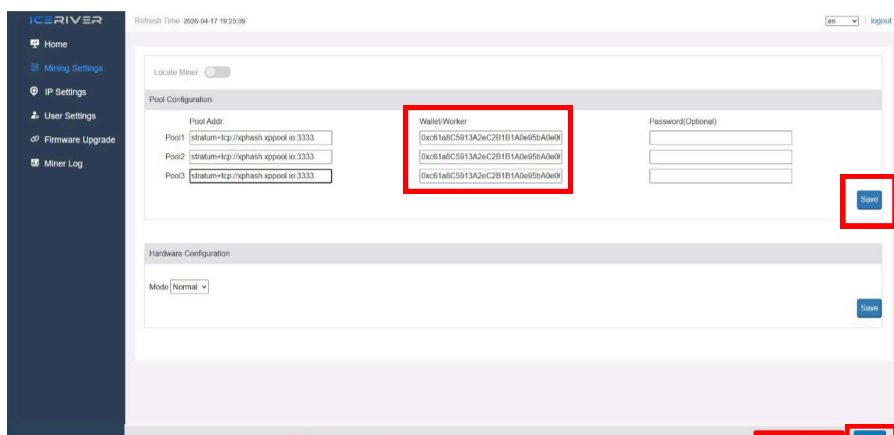 ICERIVER
Refresh Time 2026-04-17 19:25:09
en
logout
Home
Mining Settings
IP Settings
User Settings
Firmware Upgrade
Miner Log
Locate Miner
Pool Configuration
Pool Addr. Wallet/Worker Password(Optional)
Pool1 stratum+tcp://xphash.xppool.io:3333 0xc61a8C5913A2eC2B1B1A0e95bA0e0
Pool2 stratum+tcp://xphash.xppool.io:3333 0xc61a8C5913A2eC2B1B1A0e95bA0e0
Pool3 stratum+tcp://xphash.xppool.io:3333 0xc61a8C5913A2eC2B1B1A0e95bA0e0
Save
Hardware Configuration
Mode Normal
Save